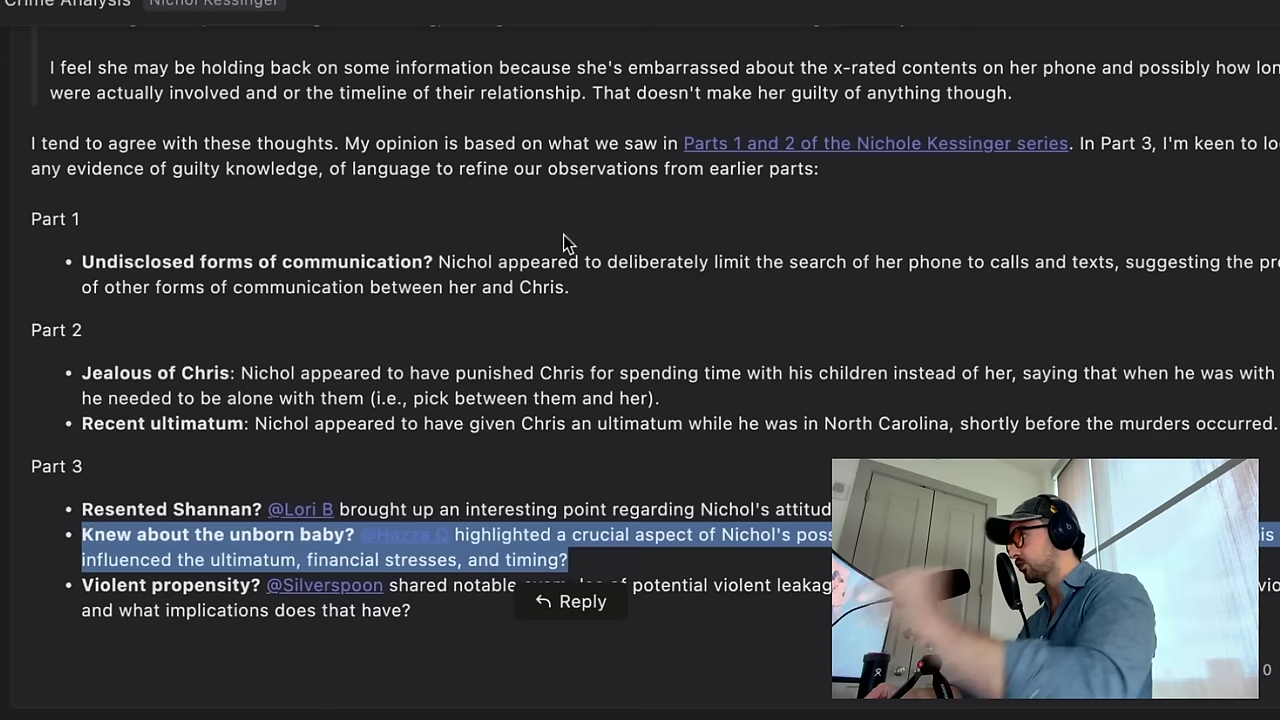 Crime Analysis Nichol Kessinger
I feel she may be holding back on some information because she's embarrassed about the x-rated contents on her phone and possibly how
were actually involved and or the timeline of their relationship. That doesn't make her guilty of anything though.
I tend to agree with these thoughts. My opinion is based on what we saw in Parts 1 and 2 of the Nichole Kessinger series. In Part 3, I'm keen to
any evidence of guilty knowledge, of language to refine our observations from earlier parts:
Part 1
• Undisclosed forms of communication? Nichol appeared to deliberately limit the search of her phone to calls and texts, suggesting the
of other forms of communication between her and Chris.
Part 2
• Jealous of Chris: Nichol appeared to have punished Chris for spending time with his children instead of her, saying that when he was with
he needed to be alone with them (i.e., pick between them and her).
• Recent ultimatum: Nichol appeared to have given Chris an ultimatum while he was in North Carolina, shortly before the murders occurred.
Part 3
• Resented Shannan? @Lori B brought up an interesting point regarding Nichol's
• Knew about the unborn baby? @Hazza Q highlighted a crucial aspect of Nichol's is
influenced the ultimatum, financial stresses, and timing?
• Violent propensity? @Silverspoon shared notable of potential violent
Reply
and what implications does that have?
0